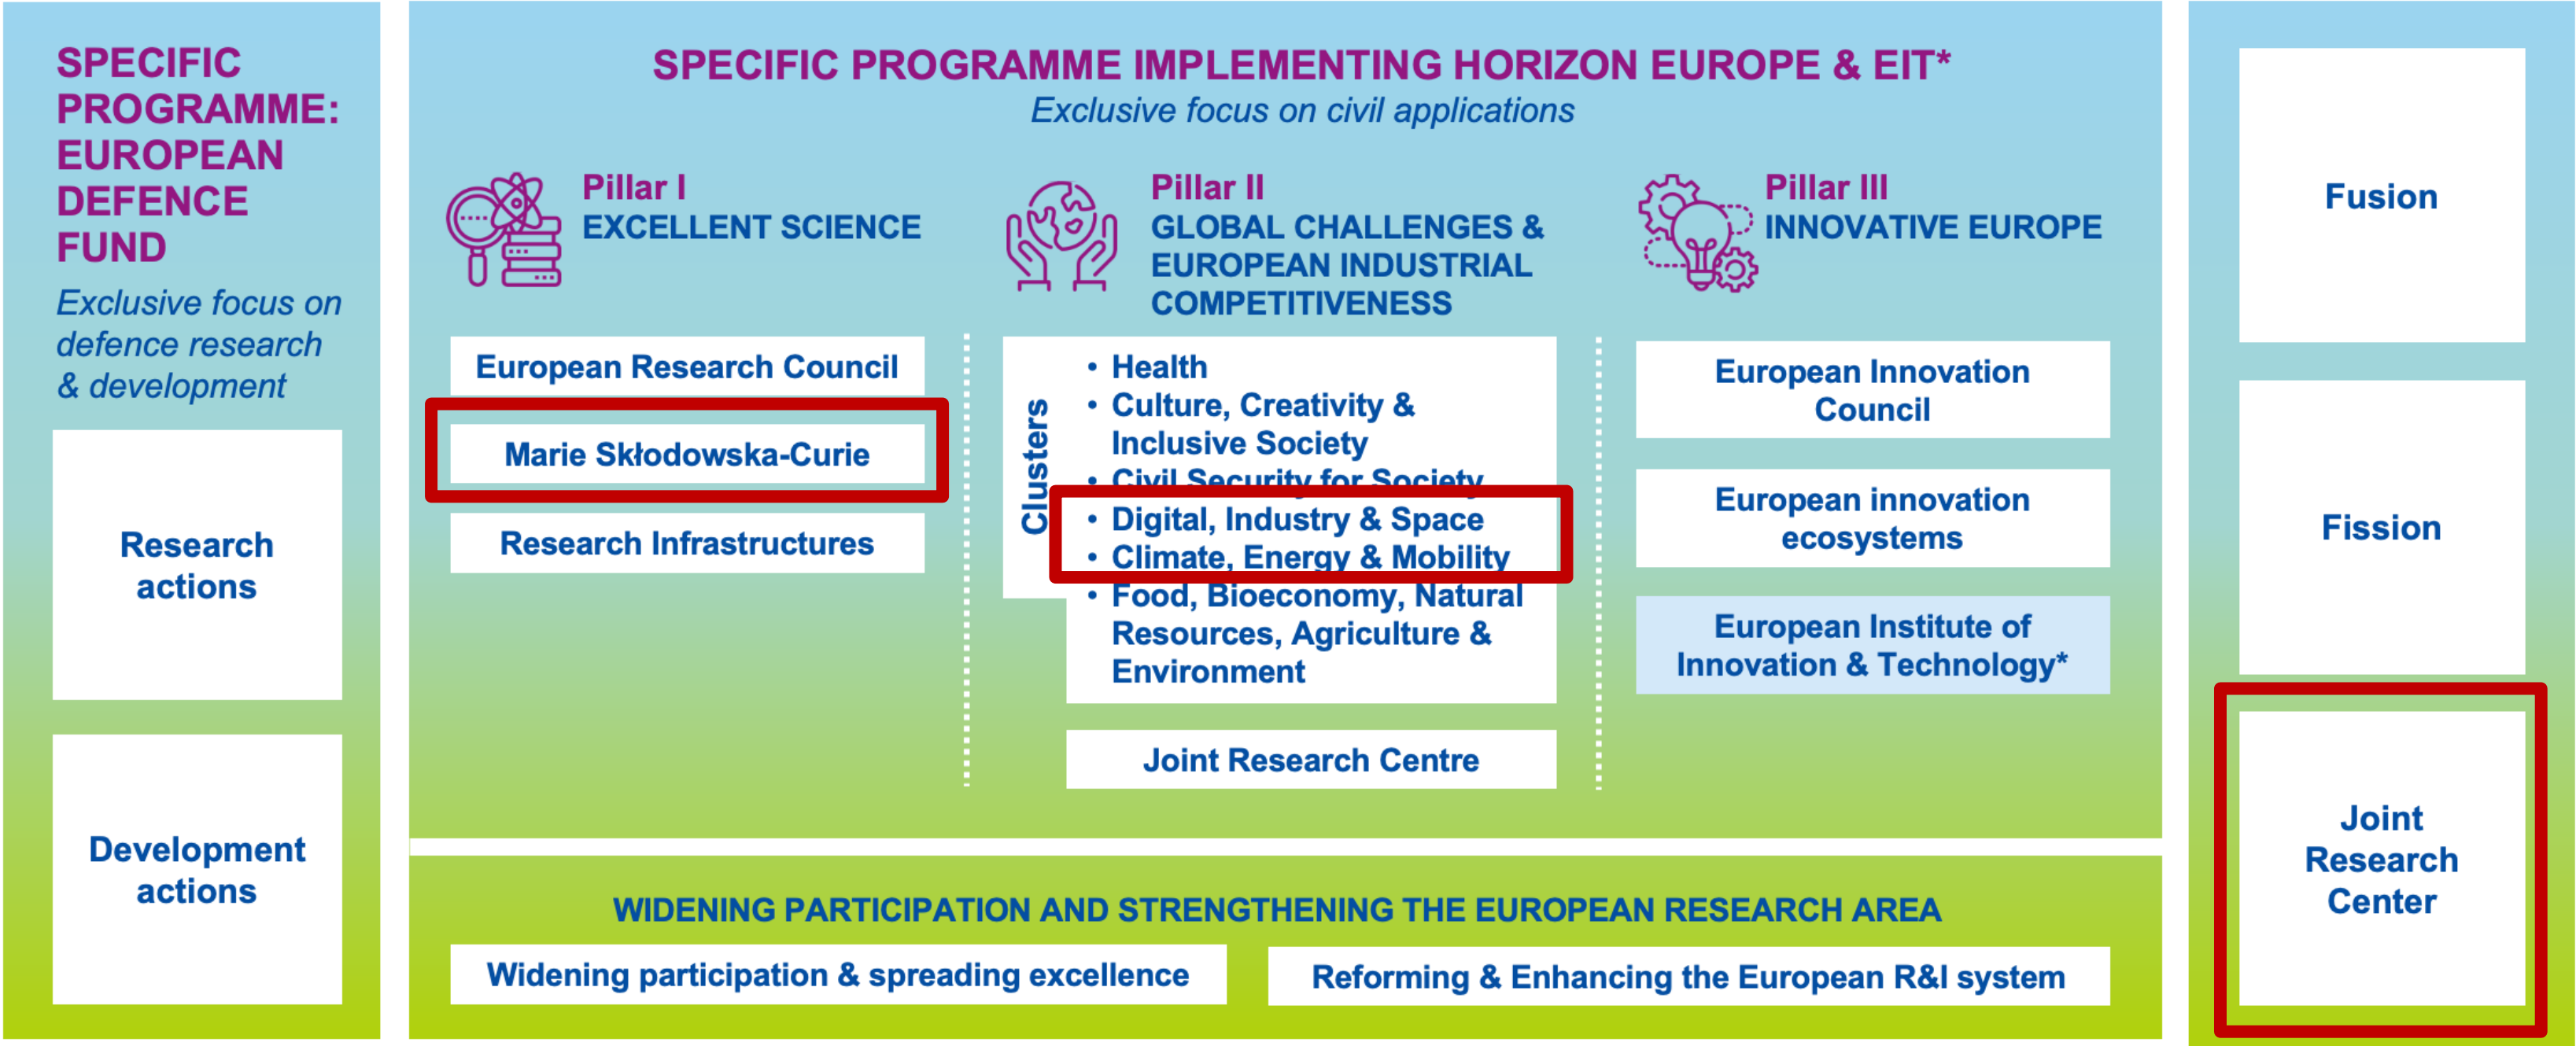 SPECIFIC
PROGRAMME:
EUROPEAN
DEFENCE
FUND
Exclusive focus on
defence research
& development
Research
actions
Development
actions
SPECIFIC PROGRAMME IMPLEMENTING HORIZON EUROPE & EIT*
Exclusive focus on civil applications
Pillar I
EXCELLENT SCIENCE
European Research Council
Marie Skłodowska-Curie
Research Infrastructures
Pillar II
GLOBAL CHALLENGES &
EUROPEAN INDUSTRIAL
COMPETITIVENESS
Clusters
• Health
• Culture, Creativity &
Inclusive Society
• Civil Security for Society
• Digital, Industry & Space
• Climate, Energy & Mobility
• Food, Bioeconomy, Natural
Resources, Agriculture &
Environment
Joint Research Centre
Pillar III
INNOVATIVE EUROPE
European Innovation
Council
European innovation
ecosystems
European Institute of
Innovation & Technology*
WIDENING PARTICIPATION AND STRENGTHENING THE EUROPEAN RESEARCH AREA
Widening participation & spreading excellence
Reforming & Enhancing the European R&I system
Fusion
Fission
Joint
Research
Center